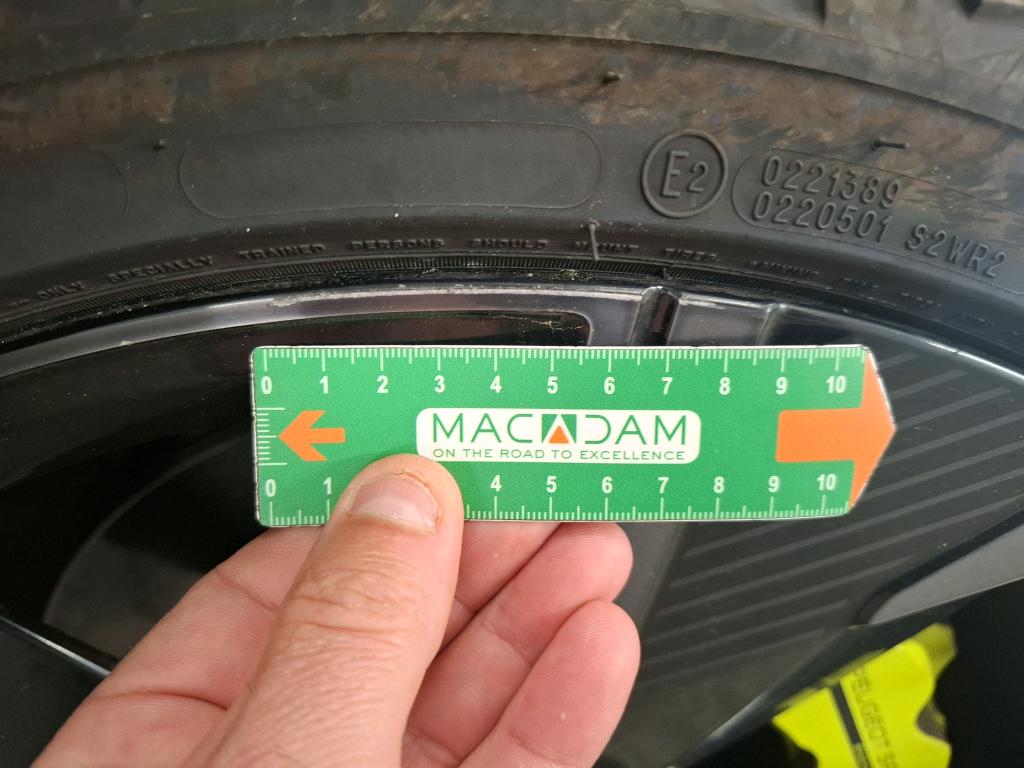 E2
0221389
0220501 S2WR2
ONLY SPECIALLY TRAINED PERSONS SHOULD MOUNT TIRES
0 1 2 3 4 5 6 7 8 9 10
MACADAM
ON THE ROAD TO EXCELLENCE
0 1 4 5 6 7 8 9 10
PEUGEOT